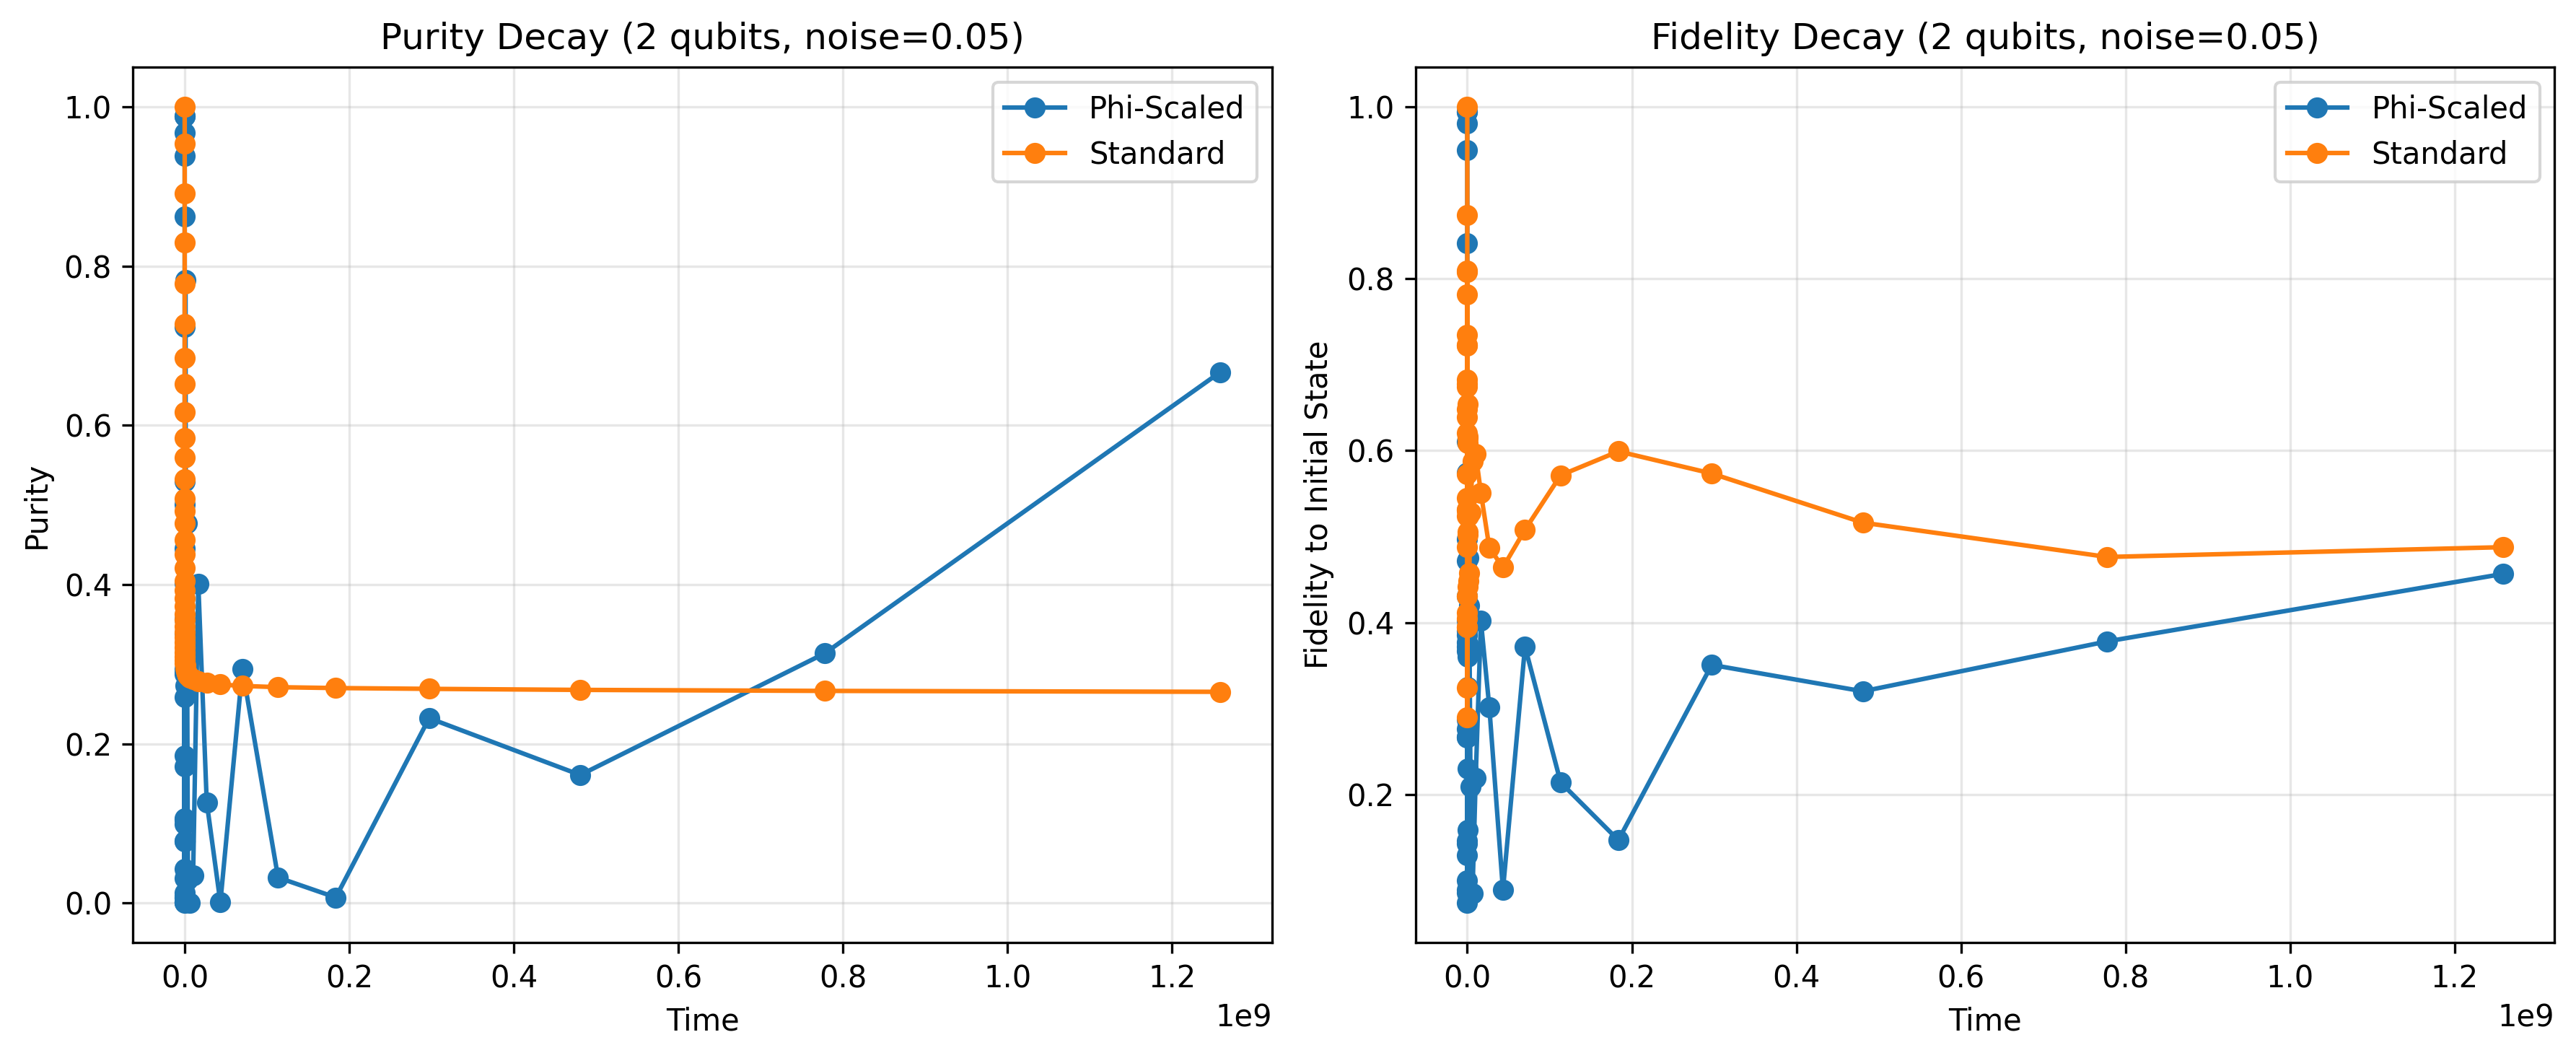 Purity Decay (2 qubits, noise=0.05)
Purity
1.0
0.8
0.6
0.4
0.2
0.0
Phi-Scaled
Standard
0.0 0.2 0.4 0.6 0.8 1.0 1.2
1e9
Time
Fidelity Decay (2 qubits, noise=0.05)
Fidelity to Initial State
1.0
0.8
0.6
0.4
0.2
Phi-Scaled
Standard
0.0 0.2 0.4 0.6 0.8 1.0 1.2
1e9
Time